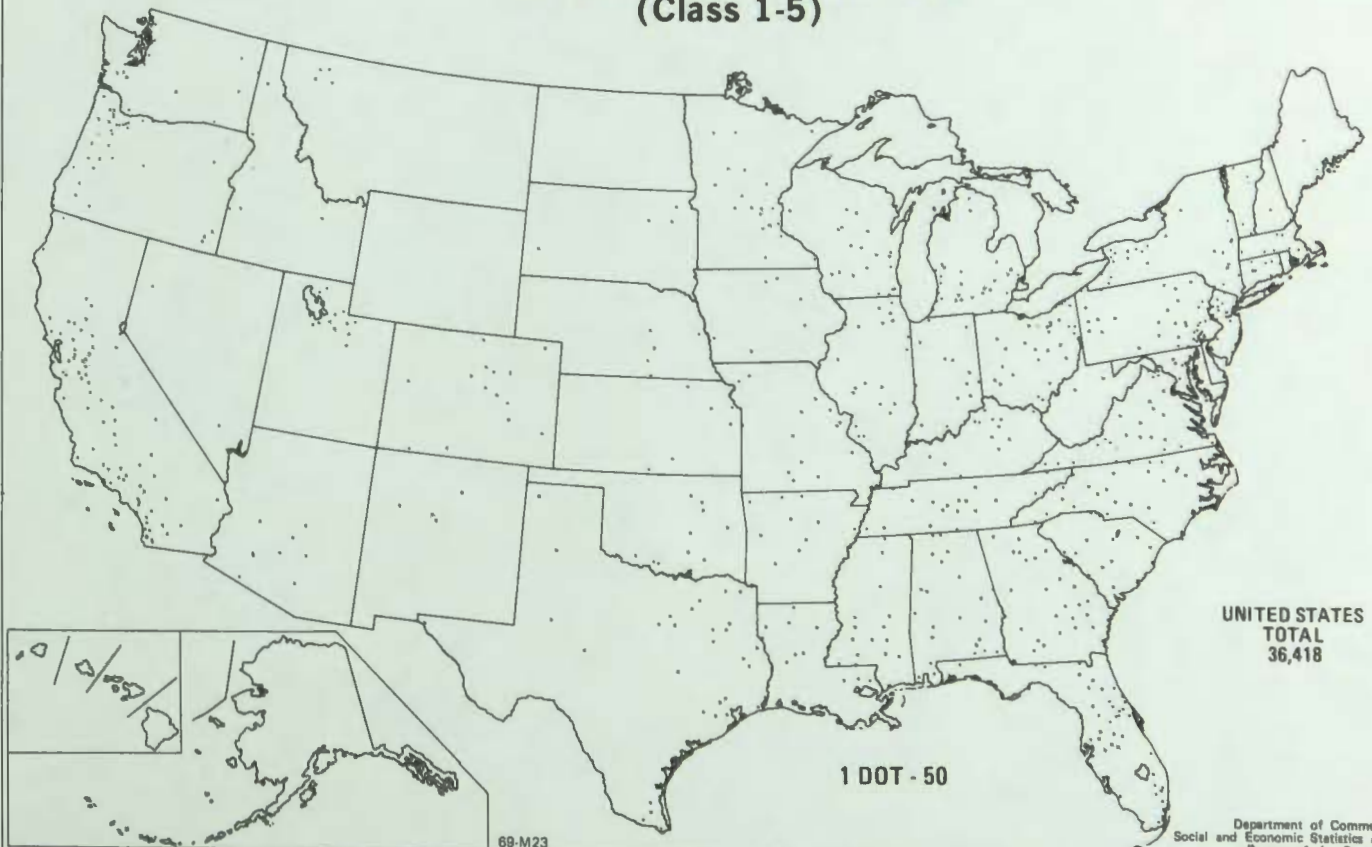 (Class 1-5)
UNITED STATES
TOTAL
36,418
1 DOT - 50
69-M23
Department of
Social and Economic Statistics